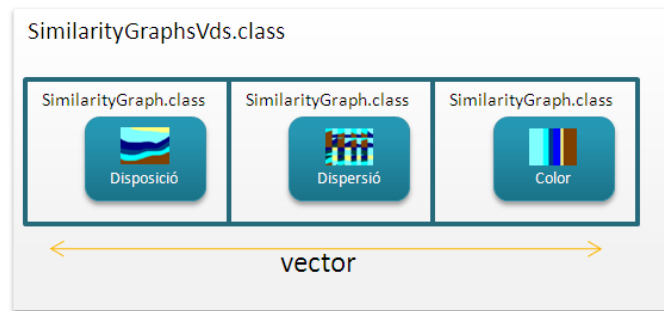 SimilarityGraphsVds.class
SimilarityGraph.class SimilarityGraph.class SimilarityGraph.class
Disposició Dispersió Color
vector